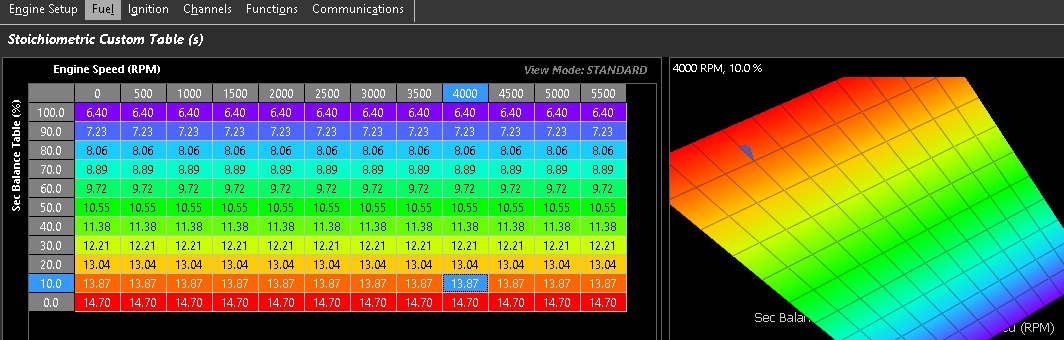 Engine Setup Fuel Ignition Channels Functions Communications
Stoichiometric Custom Table (s)
Engine Speed (RPM) View Mode: STANDARD
Sec Balance Table (%)
0 500 1000 1500 2000 2500 3000 3500 4000 4500 5000 5500
100.0 6.40 6.40 6.40 6.40 6.40 6.40 6.40 6.40 6.40 6.40 6.40 6.40
90.0 7.23 7.23 7.23 7.23 7.23 7.23 7.23 7.23 7.23 7.23 7.23 7.23
80.0 8.06 8.06 8.06 8.06 8.06 8.06 8.06 8.06 8.06 8.06 8.06 8.06
70.0 8.89 8.89 8.89 8.89 8.89 8.89 8.89 8.89 8.89 8.89 8.89 8.89
60.0 9.72 9.72 9.72 9.72 9.72 9.72 9.72 9.72 9.72 9.72 9.72 9.72
50.0 10.55 10.55 10.55 10.55 10.55 10.55 10.55 10.55 10.55 10.55 10.55 10.55
40.0 11.38 11.38 11.38 11.38 11.38 11.38 11.38 11.38 11.38 11.38 11.38 11.38
30.0 12.21 12.21 12.21 12.21 12.21 12.21 12.21 12.21 12.21 12.21 12.21 12.21
20.0 13.04 13.04 13.04 13.04 13.04 13.04 13.04 13.04 13.04 13.04 13.04 13.04
10.0 13.87 13.87 13.87 13.87 13.87 13.87 13.87 13.87 13.87 13.87 13.87 13.87
0.0 14.70 14.70 14.70 14.70 14.70 14.70 14.70 14.70 14.70 14.70 14.70 14.70
4000 RPM, 10.0 %
Sec Balan
(RPM)